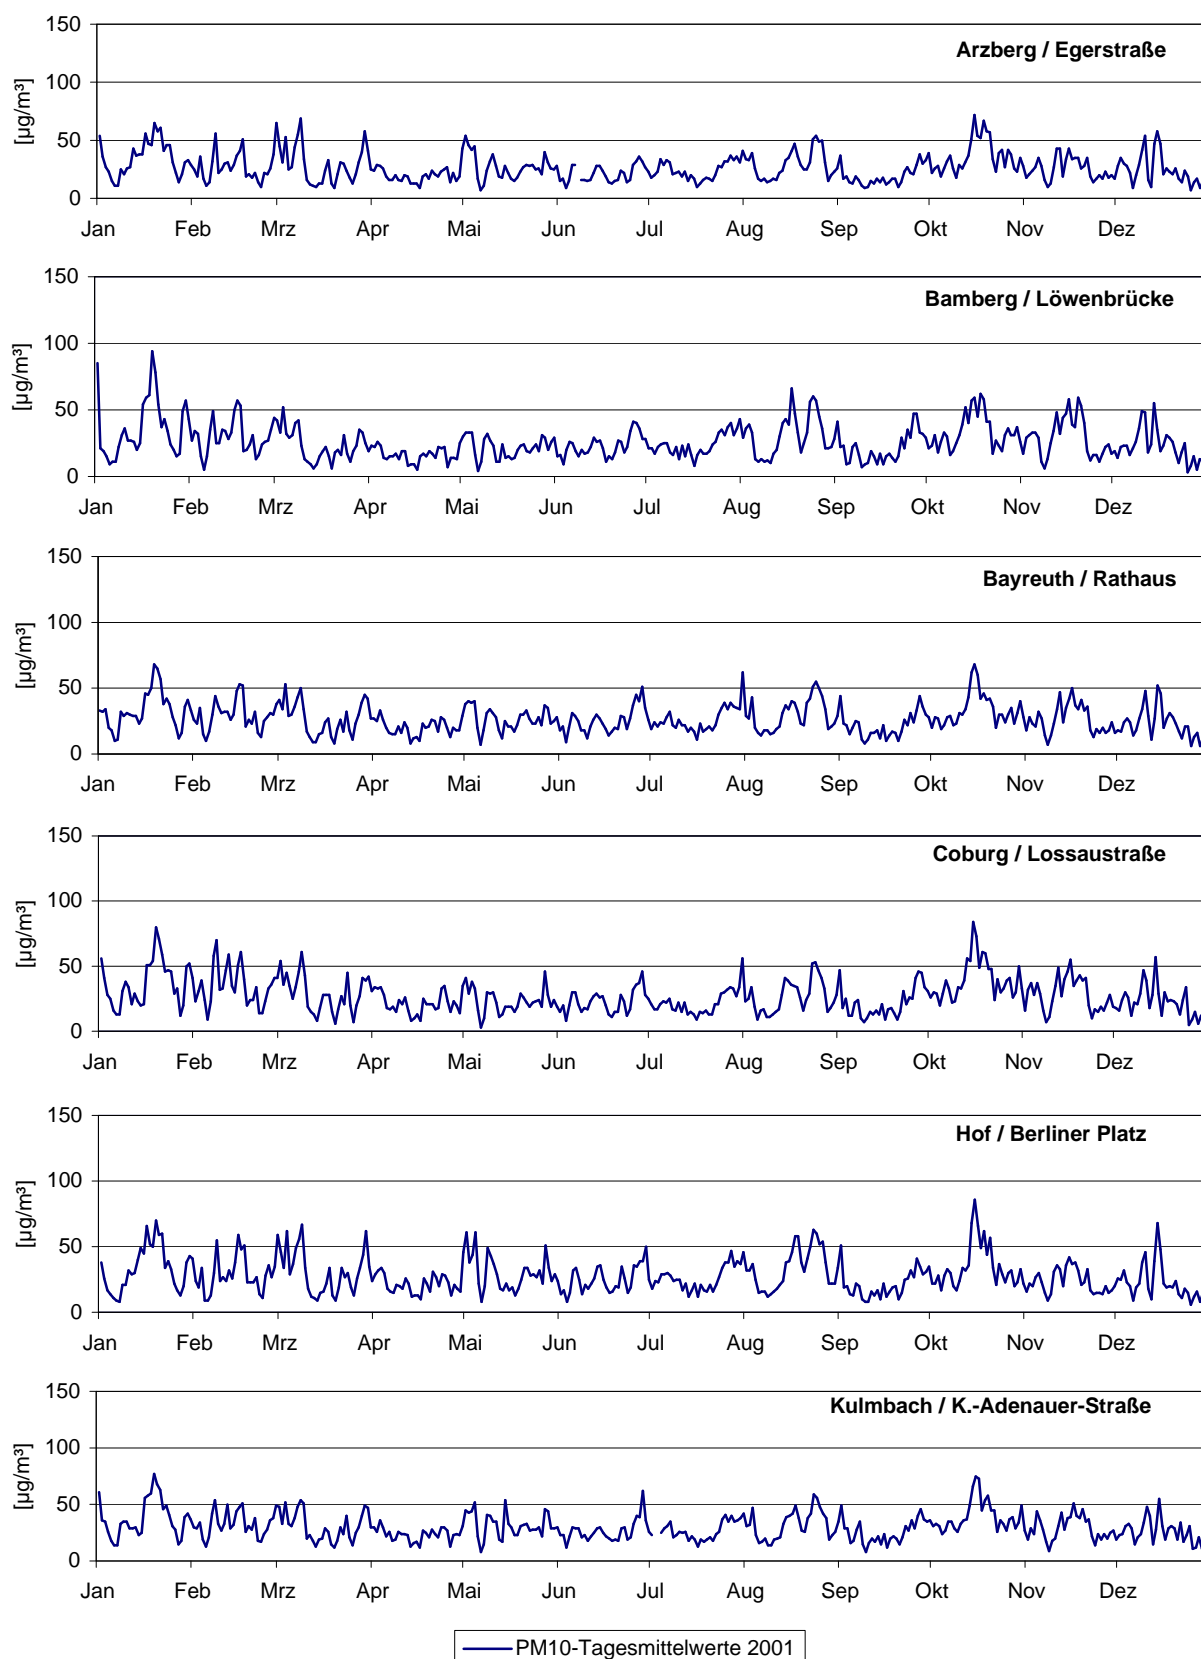 150
Arzberg / Egerstraße
100
50
0
[µg/m³]
Jan Feb Mrz Apr Mai Jun Jul Aug Sep Okt Nov Dez
150
Bamberg / Löwenbrücke
100
50
0
[µg/m³]
Jan Feb Mrz Apr Mai Jun Jul Aug Sep Okt Nov Dez
150
Bayreuth / Rathaus
100
50
0
[µg/m³]
Jan Feb Mrz Apr Mai Jun Jul Aug Sep Okt Nov Dez
150
Coburg / Lossaustraße
100
50
0
[µg/m³]
Jan Feb Mrz Apr Mai Jun Jul Aug Sep Okt Nov Dez
150
Hof / Berliner Platz
100
50
0
[µg/m³]
Jan Feb Mrz Apr Mai Jun Jul Aug Sep Okt Nov Dez
150
Kulmbach / K.-Adenauer-Straße
100
50
0
[µg/m³]
Jan Feb Mrz Apr Mai Jun Jul Aug Sep Okt Nov Dez
PM10-Tagesmittelwerte 2001